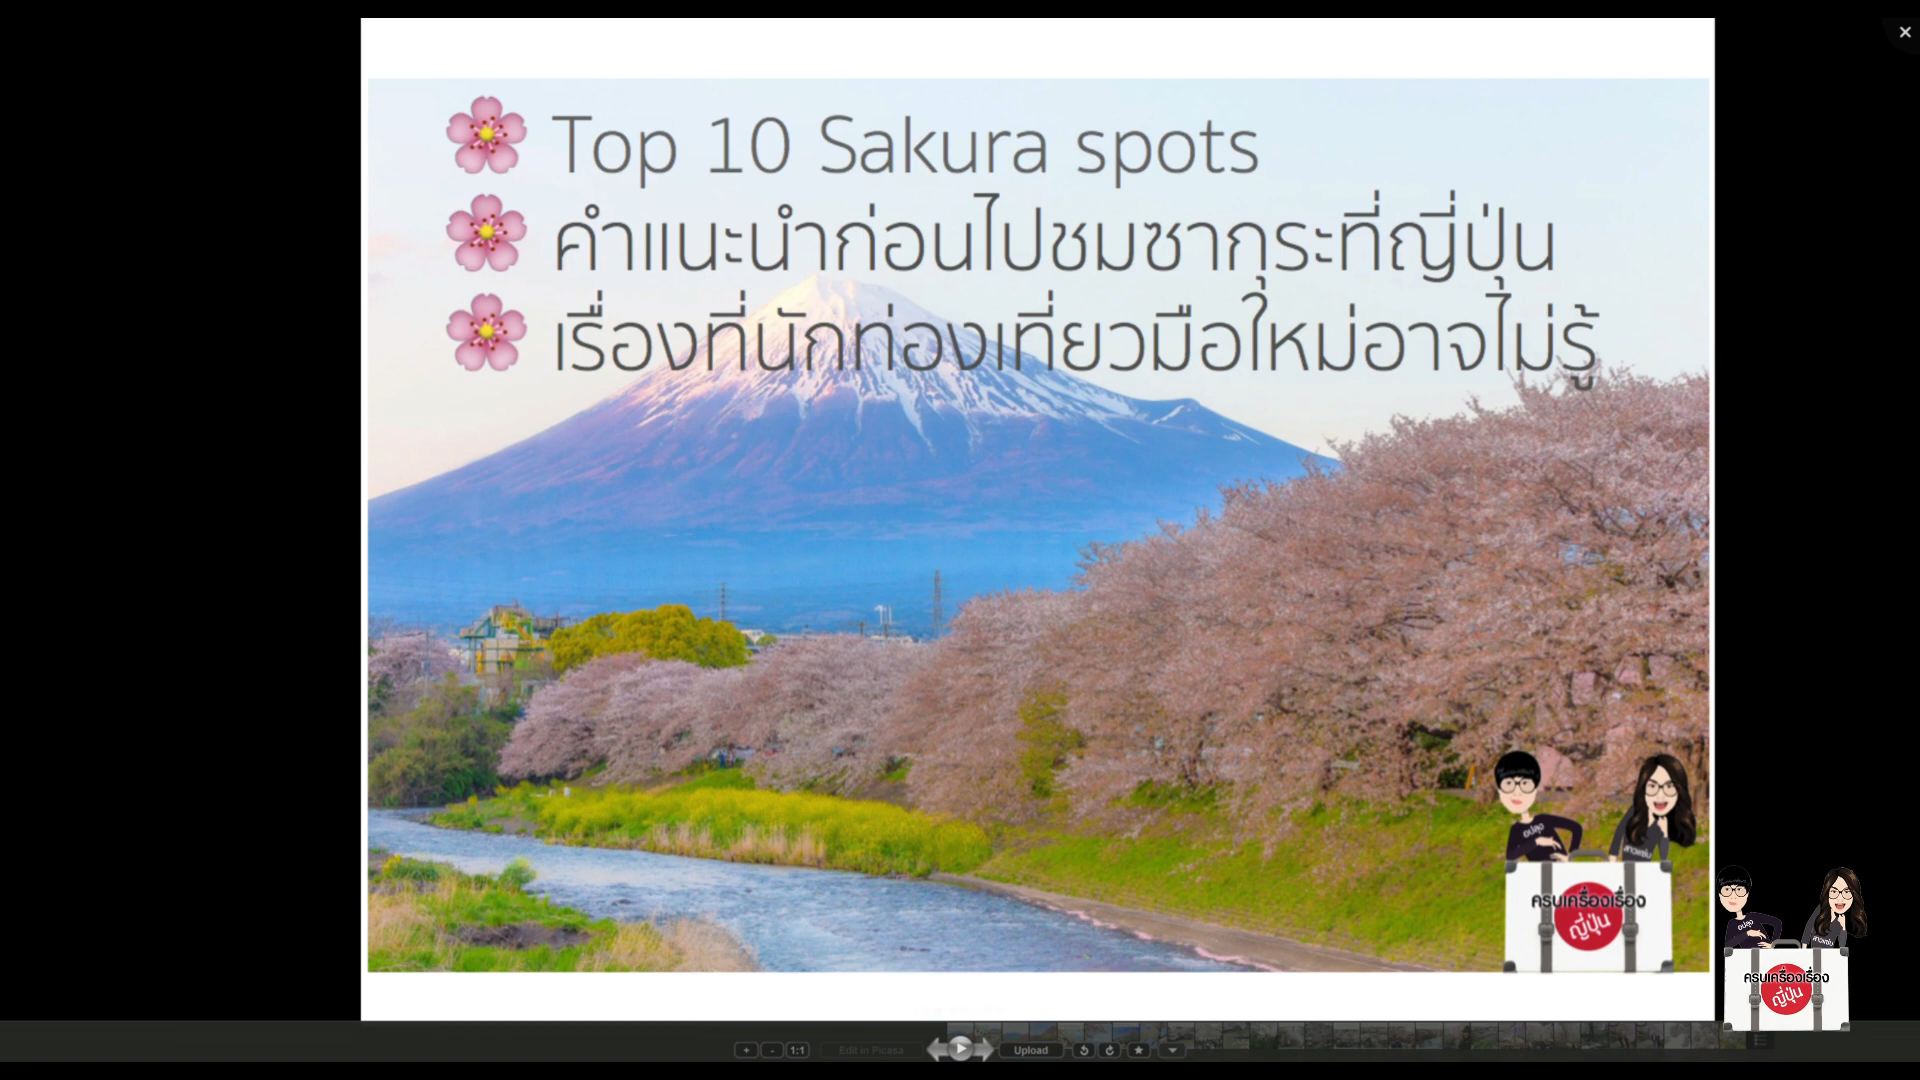 Top 10 Sakura spots
คำแนะนำก่อนไปชมซากุระที่ญี่ปุ่น
เรื่องที่นักท่องเที่ยวมือใหม่อาจไม่รู้
ครบเครื่องเรื่อง
ญี่ปุ่น
ครบเครื่องเรื่อง
ญี่ปุ่น
+ - 1:1 Edit in Picasa Upload